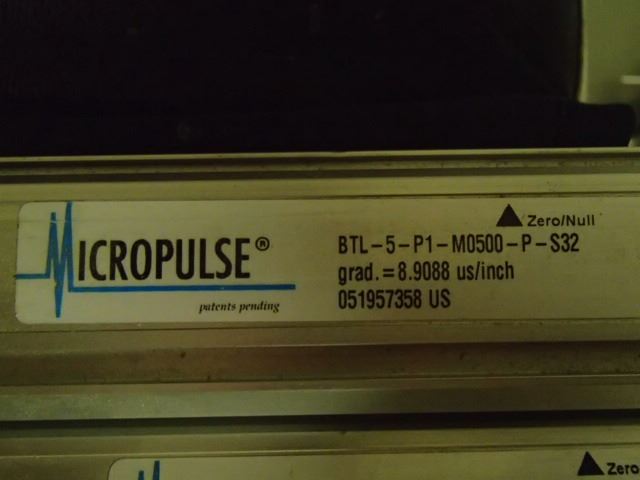 Zero/Null
MICROPULSE®
BTL-5-P1-M0500-P-S32
grad.=8.9088 us/inch
patents pending
051957358 US
Zero